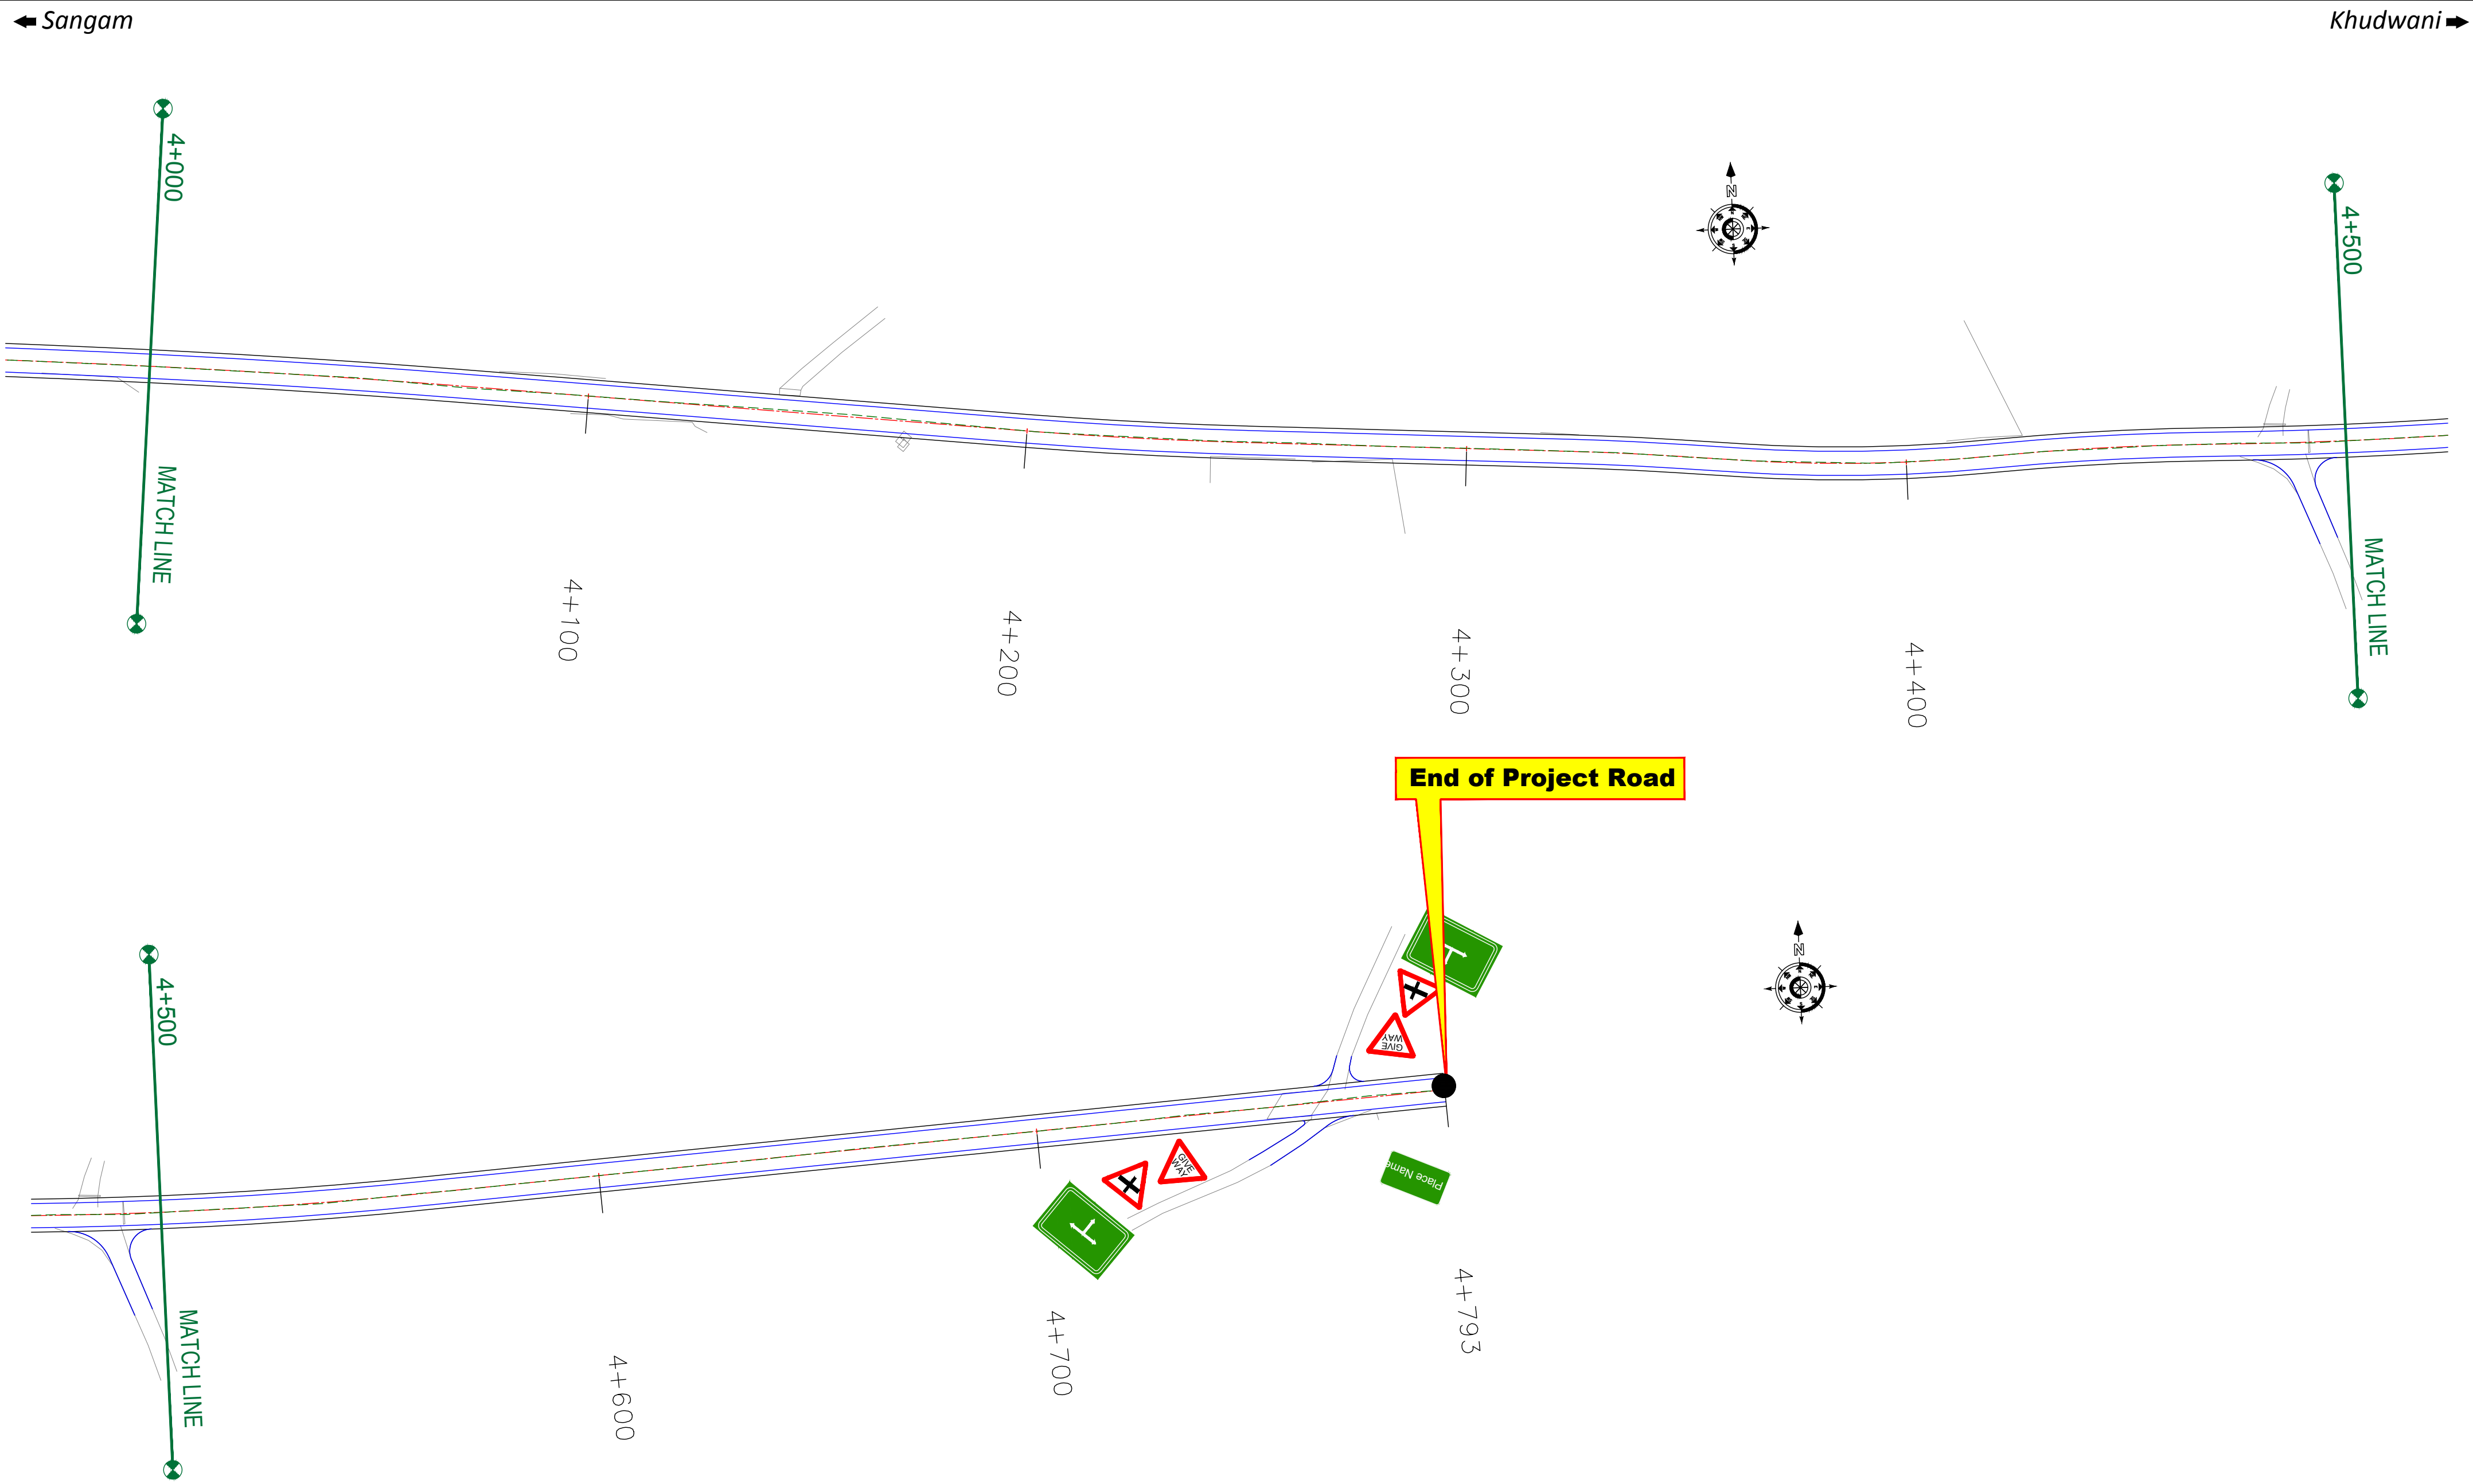 Sangam
Khudwani
4+000
MATCH LINE
N
4+500
MATCH LINE
4+100
4+200
4+300
4+400
End of Project Road
4+500
MATCH LINE
N
GIVE
WAY
GIVE
WAY
Place Name
4+600
4+700
4+793